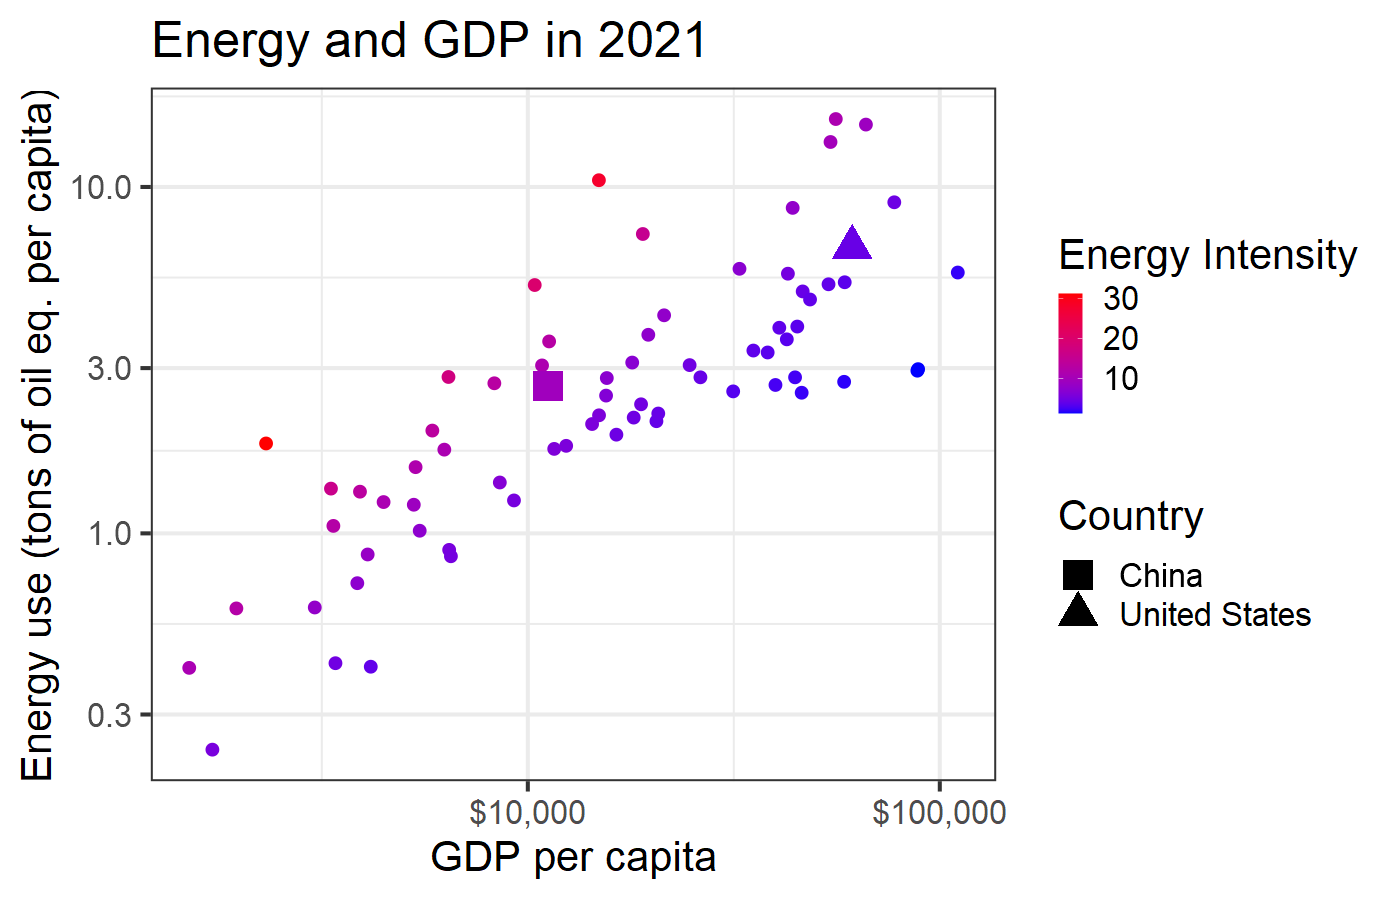 Energy and GDP in 2021
Energy use (tons of oil eq. per capita)
10.0
3.0
1.0
0.3
$10,000
$100,000
GDP per capita
Energy Intensity
30
20
10
Country
China
United States